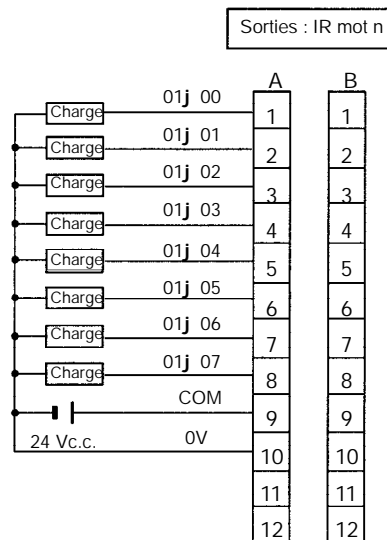 Sorties : IR mot n
A B
Charge 01j 00 1 1
Charge 01j 01 2 2
Charge 01j 02 3 3
Charge 01j 03 4 4
Charge 01j 04 5 5
Charge 01j 05 6 6
Charge 01j 06 7 7
Charge 01j 07 8 8
COM 9 9
24 Vc.c. 0V 10 10
11 11
12 12